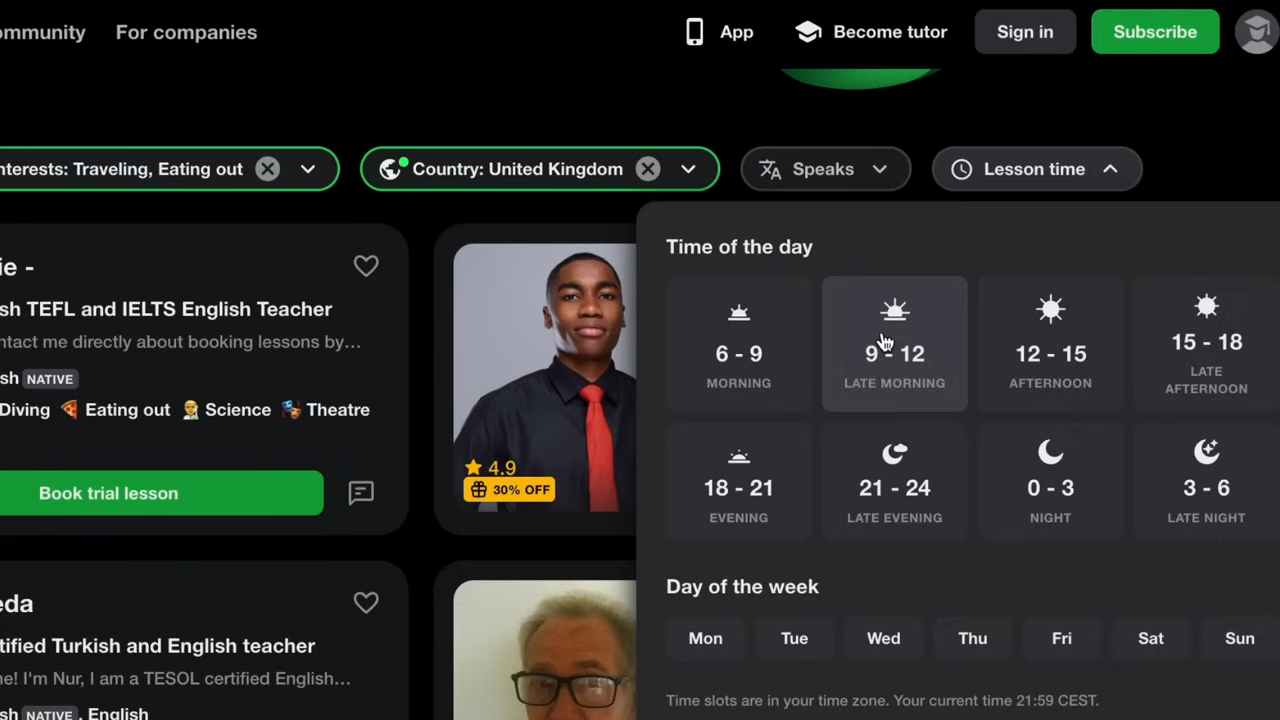 ommunity
For companies
App
Become tutor
Sign in
Subscribe
nterests: Traveling, Eating out
Country: United Kingdom
Speaks
Lesson time
ie -
sh TEFL and IELTS English Teacher
ntact me directly about booking lessons by...
sh NATIVE
Diving Eating out Science Theatre
Book trial lesson
4.9
30% OFF
Time of the day
6 - 9
MORNING
9 - 12
LATE MORNING
12 - 15
AFTERNOON
15 - 18
LATE
AFTERNOON
18 - 21
EVENING
21 - 24
LATE EVENING
0 - 3
NIGHT
3 - 6
LATE NIGHT
Day of the week
Mon
Tue
Wed
Thu
Fri
Sat
Sun
Time slots are in your time zone. Your current time 21:59 CEST.
eda
tified Turkish and English teacher
ne! I'm Nur, I am a TESOL certified English...
sh NATIVE, English